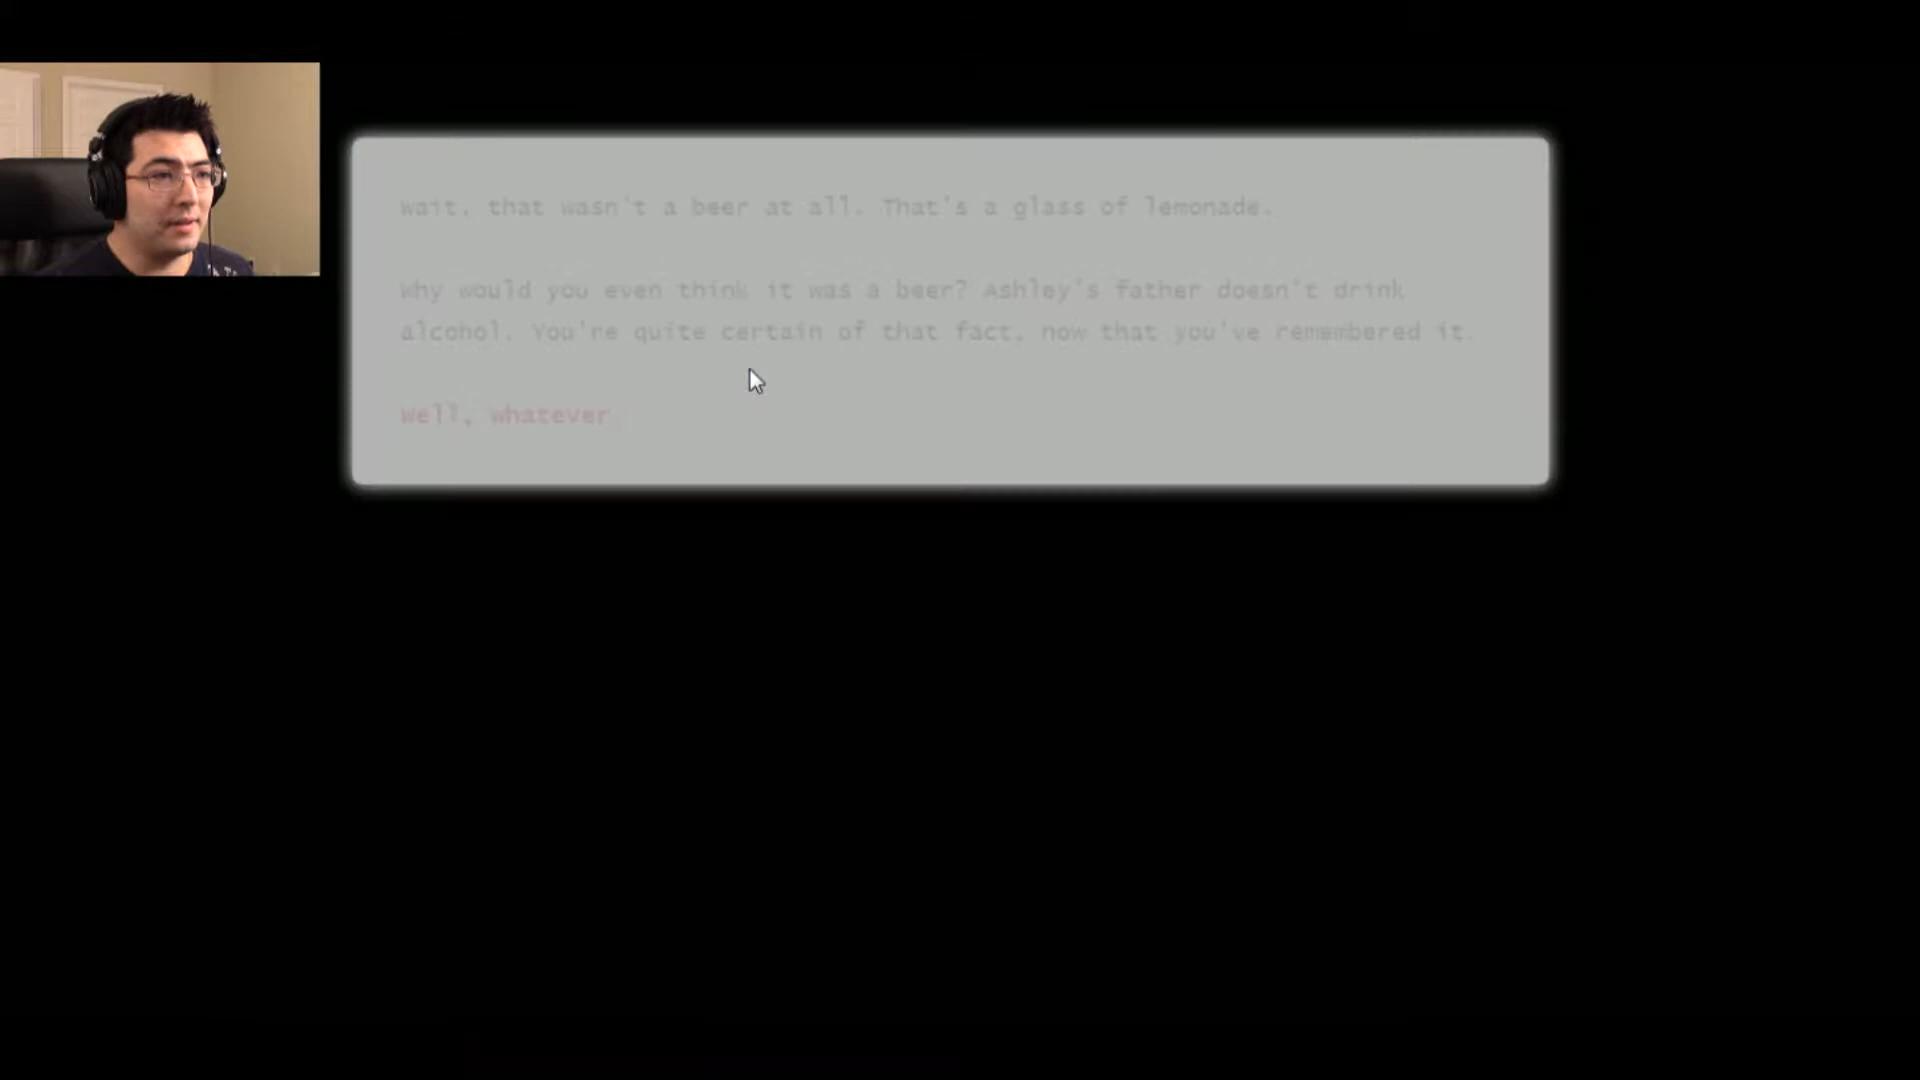 Wait, that wasn't a beer at all. That's a glass of lemonade.
Why would you even think it was a beer? Ashley's father doesn't drink
alcohol. You're quite certain of that fact, now that you've remembered it.
Well, whatever